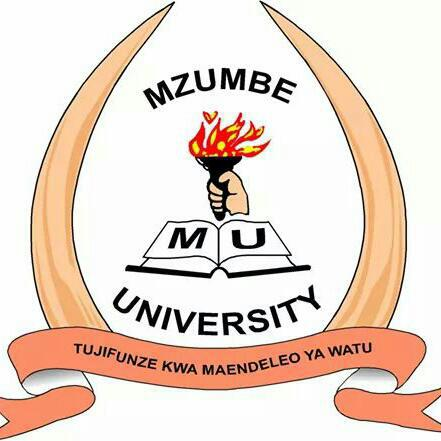 MZUMBE
M U
UNIVERSITY
TUJIFUNZE KWA MAENDELEO YA WATU